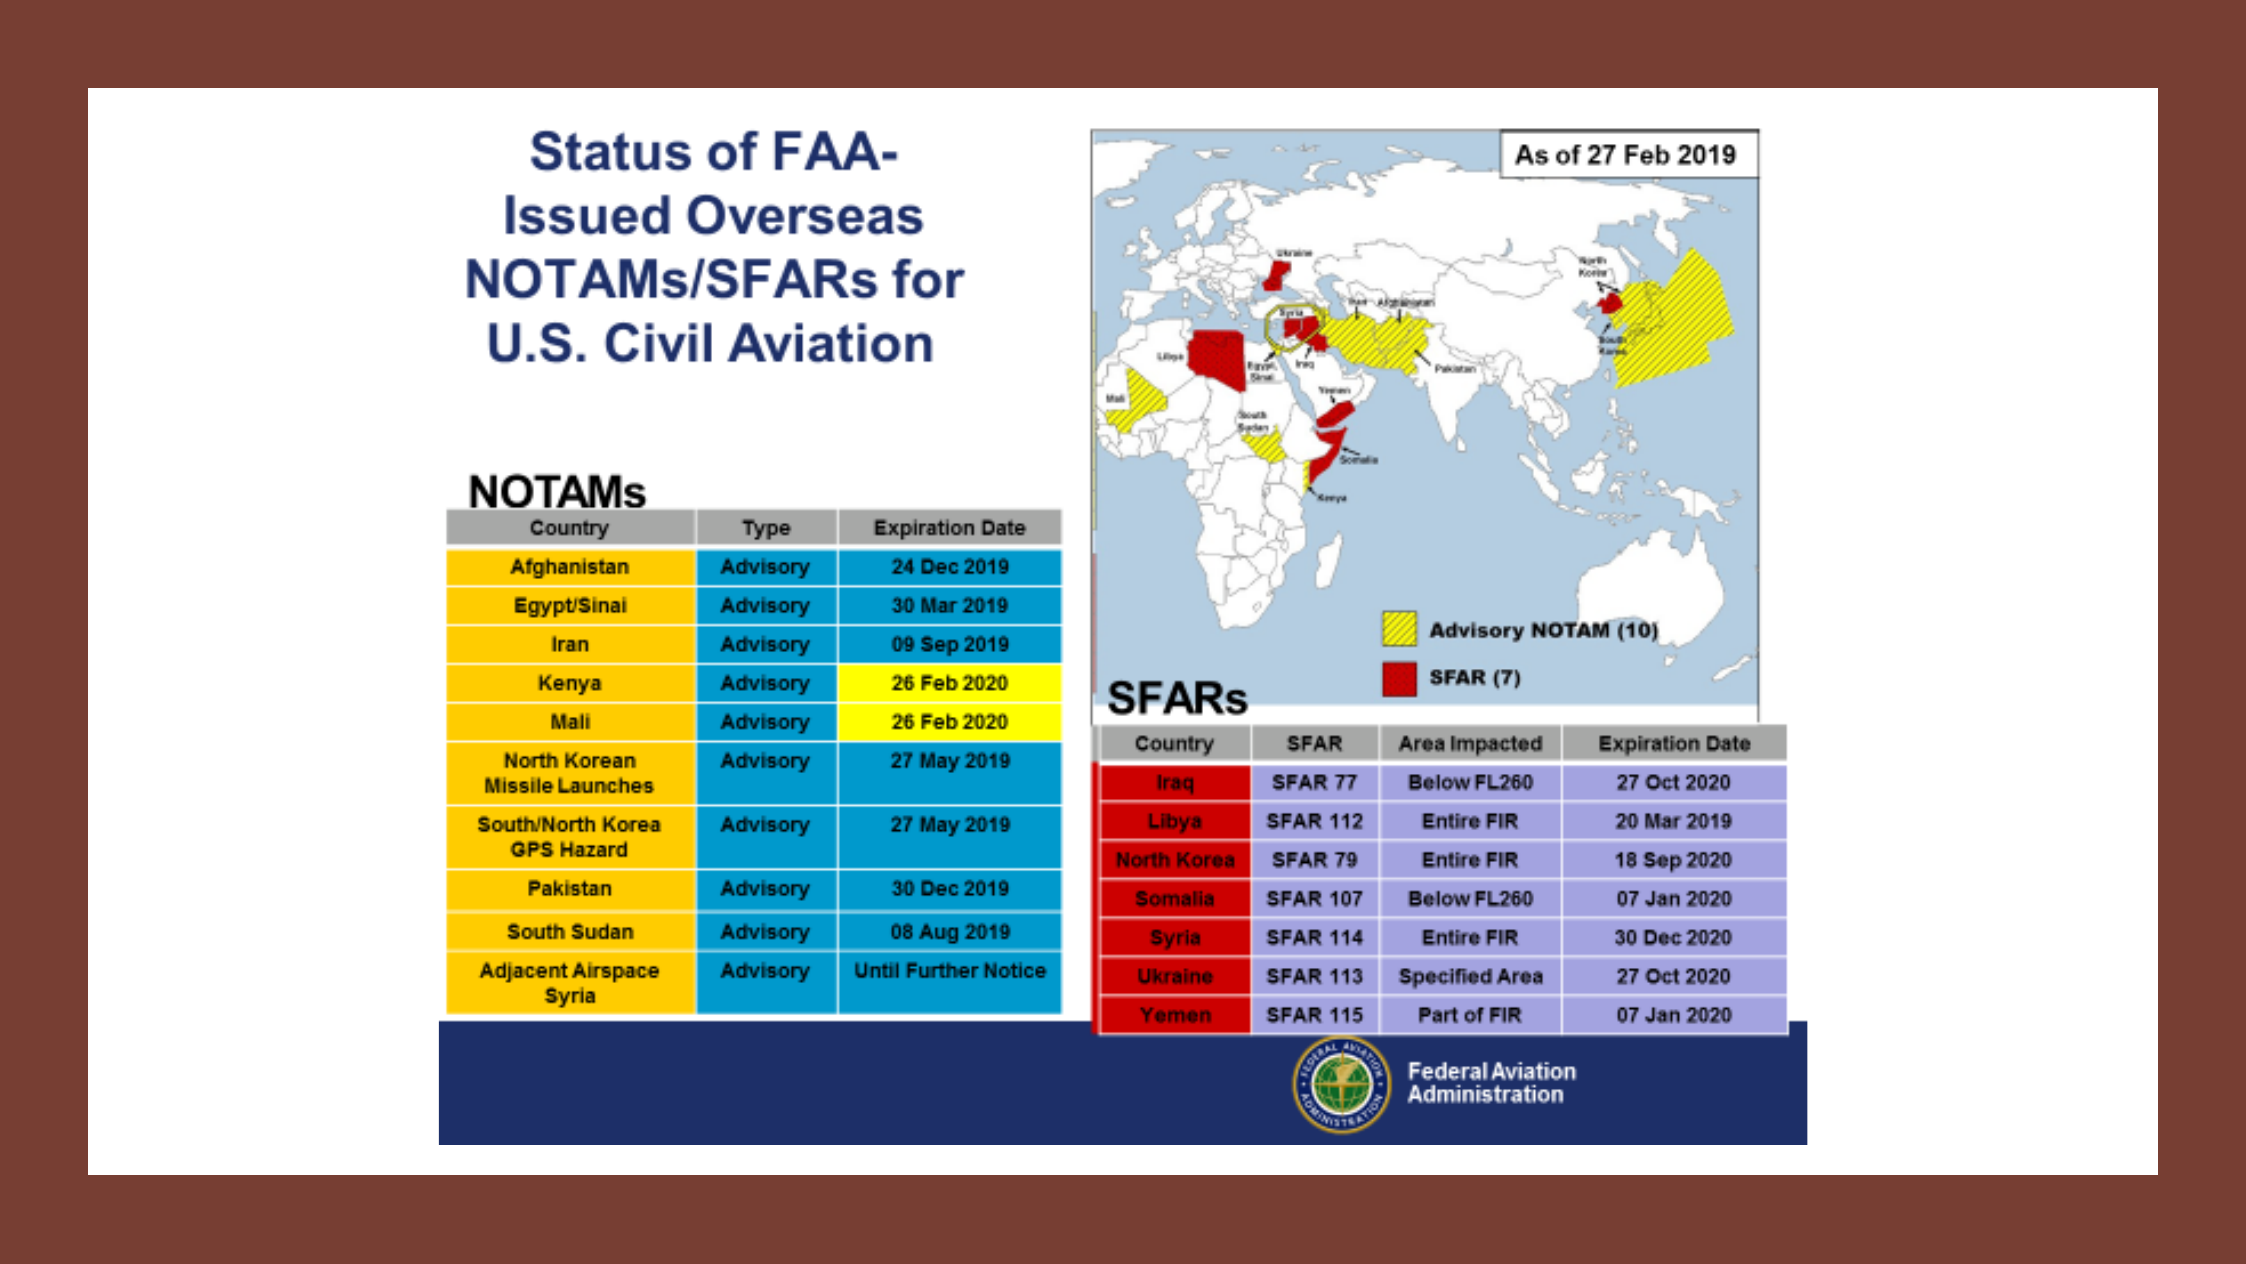 Status of FAA-
Issued Overseas
NOTAMs/SFARs for
U.S. Civil Aviation
As of 27 Feb 2019
Ukraine
North
Korea
Iran
Afghanistan
Syria
South
Korea
Libya
Egypt
Sinai
Iraq
Pakistan
Yemen
Mali
South
Sudan
Somalia
Kenya
Advisory NOTAM (10)
SFAR (7)
NOTAMs
Country Type Expiration Date
Afghanistan Advisory 24 Dec 2019
Egypt/Sinai Advisory 30 Mar 2019
Iran Advisory 09 Sep 2019
Kenya Advisory 26 Feb 2020
Mali Advisory 26 Feb 2020
North Korean Advisory 27 May 2019
Missile Launches
South/North Korea Advisory 27 May 2019
GPS Hazard
Pakistan Advisory 30 Dec 2019
South Sudan Advisory 08 Aug 2019
Adjacent Airspace Advisory Until Further Notice
Syria
SFARs
Country SFAR Area Impacted Expiration Date
Iraq SFAR 77 Below FL260 27 Oct 2020
Libya SFAR 112 Entire FIR 20 Mar 2019
North Korea SFAR 79 Entire FIR 18 Sep 2020
Somalia SFAR 107 Below FL260 07 Jan 2020
Syria SFAR 114 Entire FIR 30 Dec 2020
Ukraine SFAR 113 Specified Area 27 Oct 2020
Yemen SFAR 115 Part of FIR 07 Jan 2020
FEDERAL AVIATION
ADMINISTRATION
Federal Aviation
Administration